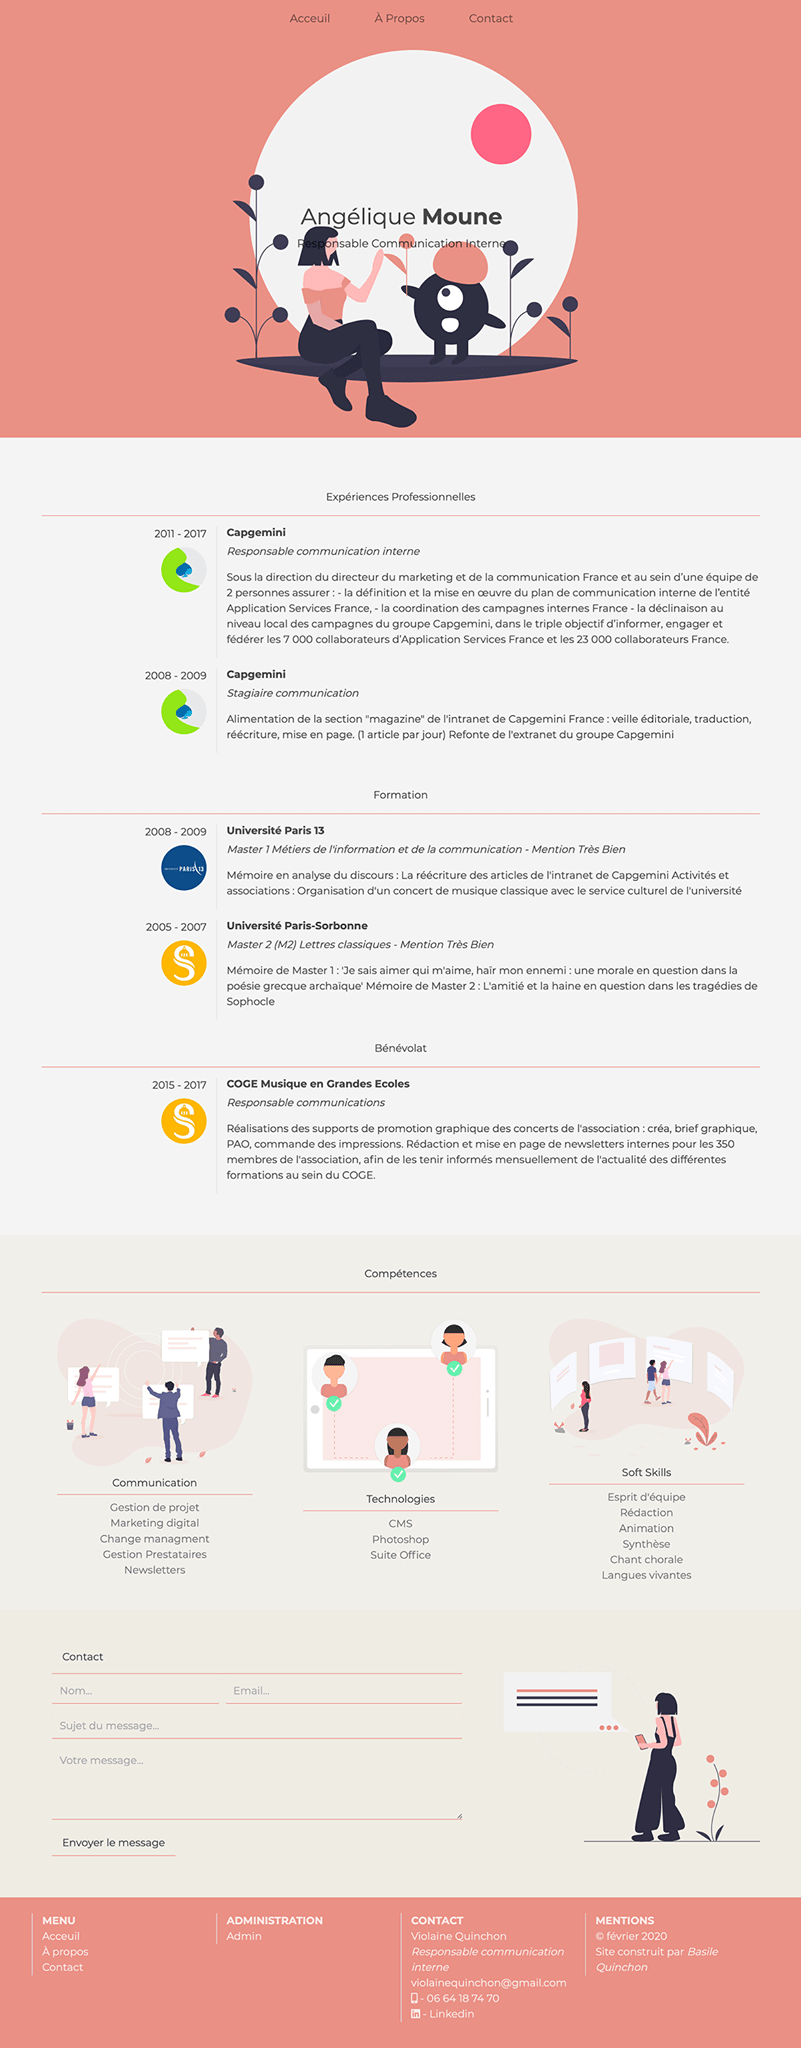 Acceuil À Propos Contact
Angélique Moune
Responsable Communication Interne
Expériences Professionnelles
2011 - 2017
Capgemini
Responsable communication interne
Sous la direction du directeur du marketing et de la communication France et au sein d'une équipe de
2 personnes assurer : - la définition et la mise en œuvre du plan de communication interne de l'entité
Application Services France, - la coordination des campagnes internes France - la déclinaison au
niveau local des campagnes du groupe Capgemini, dans le triple objectif d'informer, engager et
fédérer les 7 000 collaborateurs d'Application Services France et les 23 000 collaborateurs France.
2008 - 2009
Capgemini
Stagiaire communication
Alimentation de la section "magazine" de l'intranet de Capgemini France : veille éditoriale, traduction,
réécriture, mise en page. (1 article par jour) Refonte de l'extranet du groupe Capgemini
Formation
2008 - 2009
PARIS 13
Université Paris 13
Master 1 Métiers de l'information et de la communication - Mention Très Bien
Mémoire en analyse du discours : La réécriture des articles de l'intranet de Capgemini Activités et
associations : Organisation d'un concert de musique classique avec le service culturel de l'université
2005 - 2007
S
Université Paris-Sorbonne
Master 2 (M2) Lettres classiques - Mention Très Bien
Mémoire de Master 1 : 'Je sais aimer qui m'aime, haïr mon ennemi : une morale en question dans la
poésie grecque archaïque' Mémoire de Master 2 : L'amitié et la haine en question dans les tragédies de
Sophocle
Bénévolat
2015 - 2017
S
COGE Musique en Grandes Ecoles
Responsable communications
Réalisations des supports de promotion graphique des concerts de l'association : créa, brief graphique,
PAO, commande des impressions. Rédaction et mise en page de newsletters internes pour les 350
membres de l'association, afin de les tenir informés mensuellement de l'actualité des différentes
formations au sein du COGE.
Compétences
Communication
Gestion de projet
Marketing digital
Change managment
Gestion Prestataires
Newsletters
Technologies
CMS
Photoshop
Suite Office
Soft Skills
Esprit d'équipe
Rédaction
Animation
Synthèse
Chant chorale
Langues vivantes
Contact
Nom... Email...
Sujet du message...
Votre message...
Envoyer le message
MENU
Acceuil
À propos
Contact
ADMINISTRATION
Admin
CONTACT
Violaine Quinchon
Responsable communication
interne
violainequinchon@gmail.com
- 06 64 18 74 70
- Linkedin
MENTIONS
© février 2020
Site construit par Basile
Quinchon